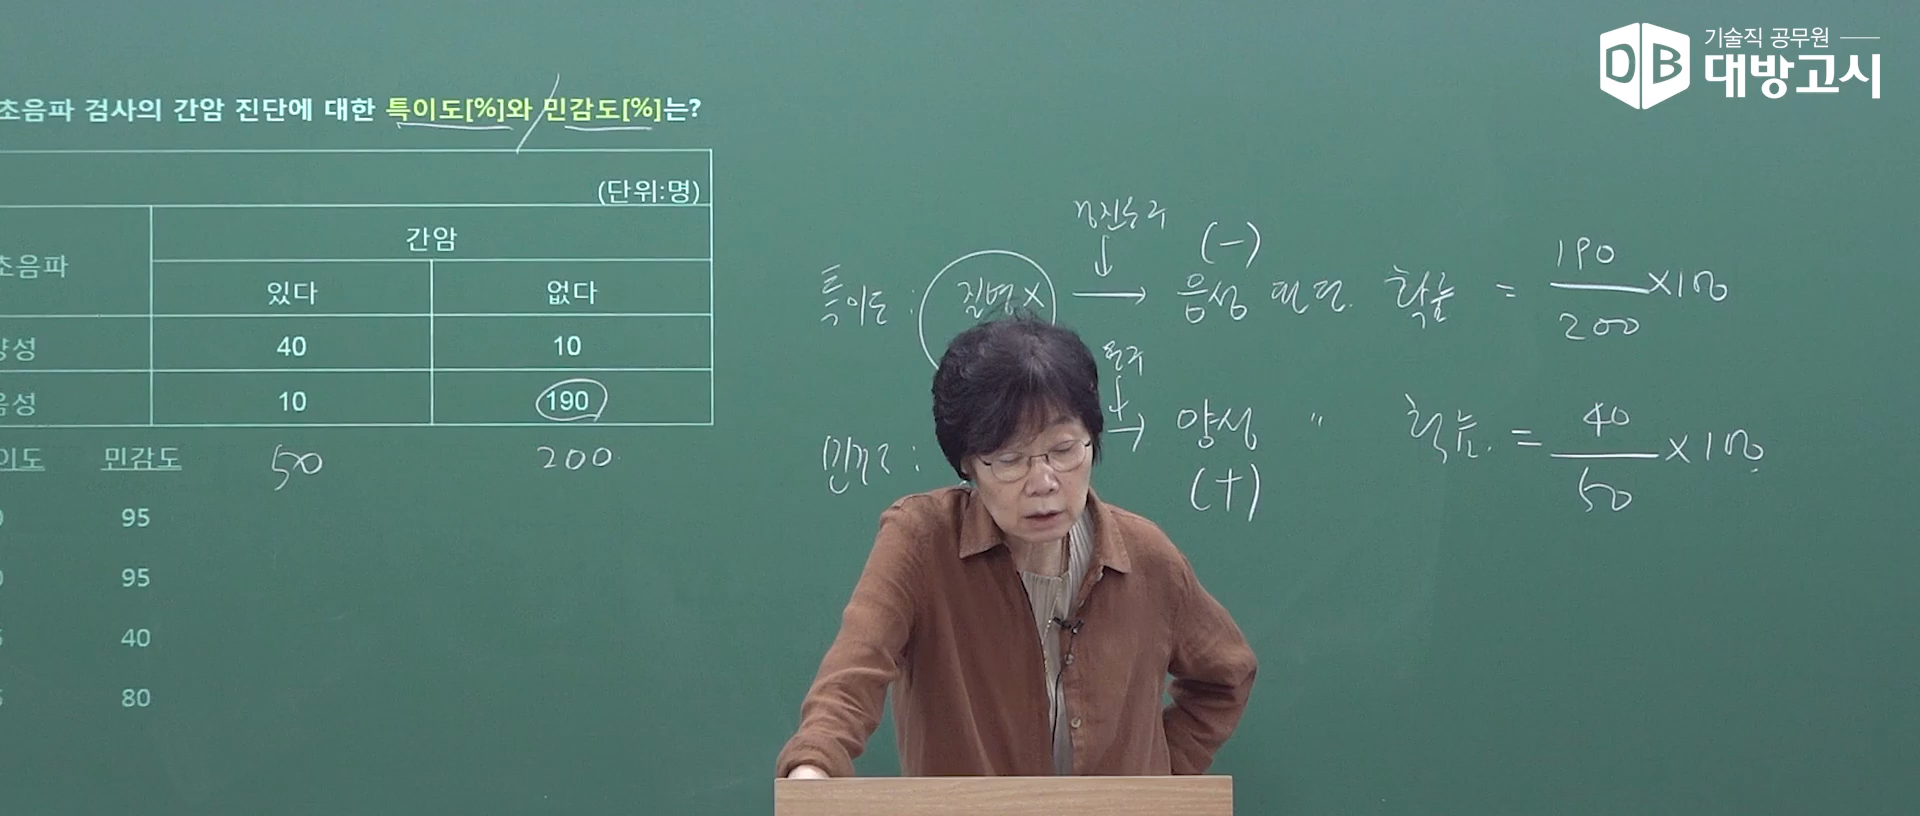 기술직 공무원
대방고시
초음파 검사의 간암 진단에 대한 특이도[%]와 민감도[%]는?
(단위:명)
초음파 간암
있다 없다
양성 40 10
음성 10 190
이도 민감도 50 200
95
95
40
80
(-)
특이도 : 질병X → 음성 판단 확률 = 190/200 ×100
양성 " 확률. = 40/50 ×100
(+)